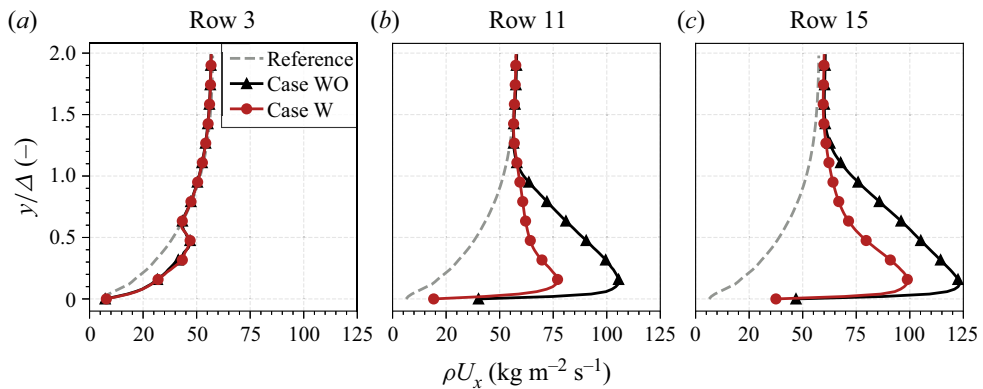 (a) Row 3 (b) Row 11 (c) Row 15
2.0
1.5
1.0
0.5
0
y/Δ (–)
Reference
Case WO
Case W
0 25 50 75 100 0 25 50 75 100 125 0 25 50 75 100 125
ρUₓ (kg m⁻² s⁻¹)